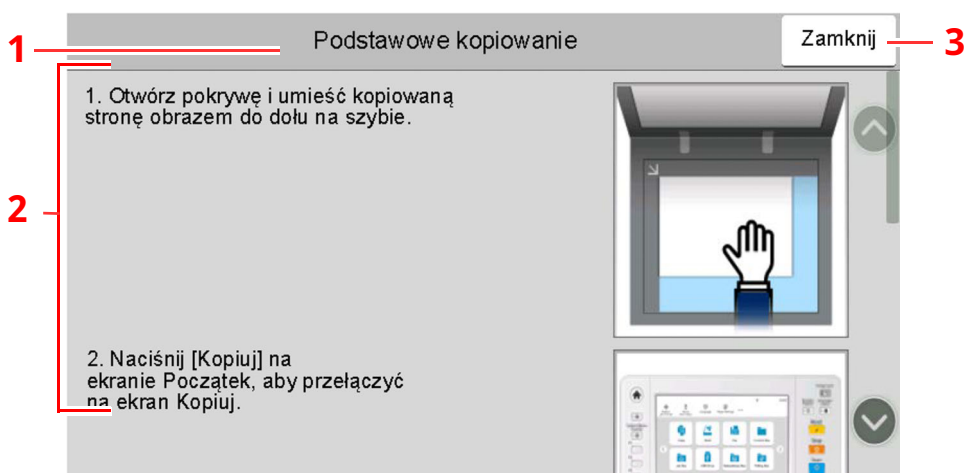 1
Podstawowe kopiowanie
Zamknij
3
2
1. Otwórz pokrywę i umieść kopiowaną
stronę obrazem do dołu na szybie.
2. Naciśnij [Kopiuj] na
ekranie Początek, aby przełączyć
na ekran Kopiuj.